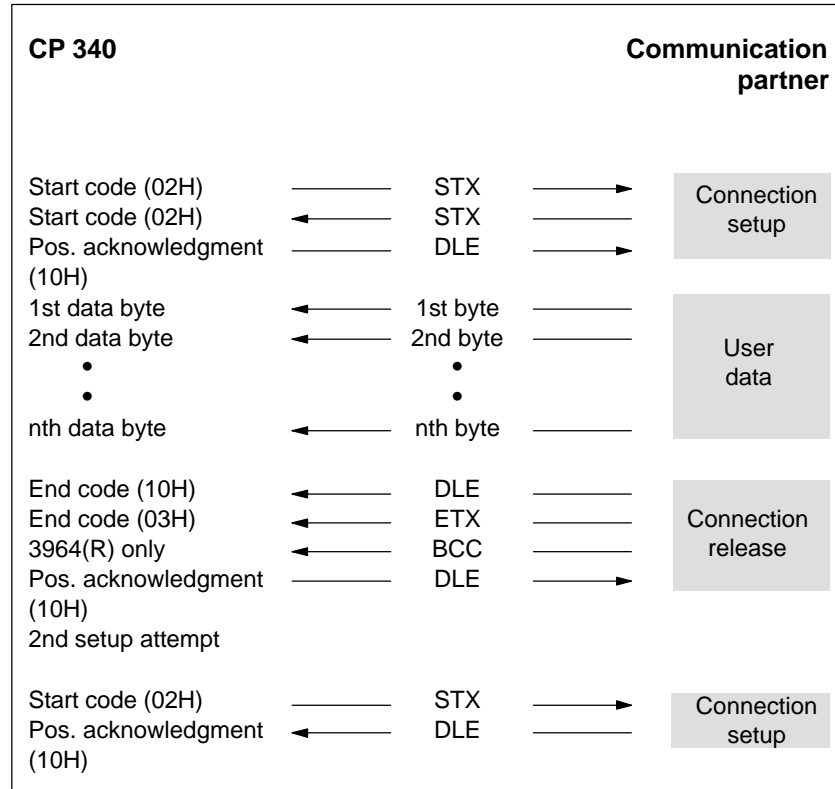 CP 340
Communication
partner
Start code (02H) STX
Start code (02H) STX
Pos. acknowledgment DLE
(10H)
Connection
setup
1st data byte 1st byte
2nd data byte 2nd byte
• •
• •
nth data byte nth byte
User
data
End code (10H) DLE
End code (03H) ETX
3964(R) only BCC
Pos. acknowledgment DLE
(10H)
2nd setup attempt
Connection
release
Start code (02H) STX
Pos. acknowledgment DLE
(10H)
Connection
setup